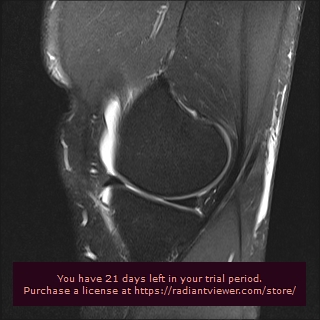 You have 21 days left in your trial period.
Purchase a license at https://radiantviewer.com/store/